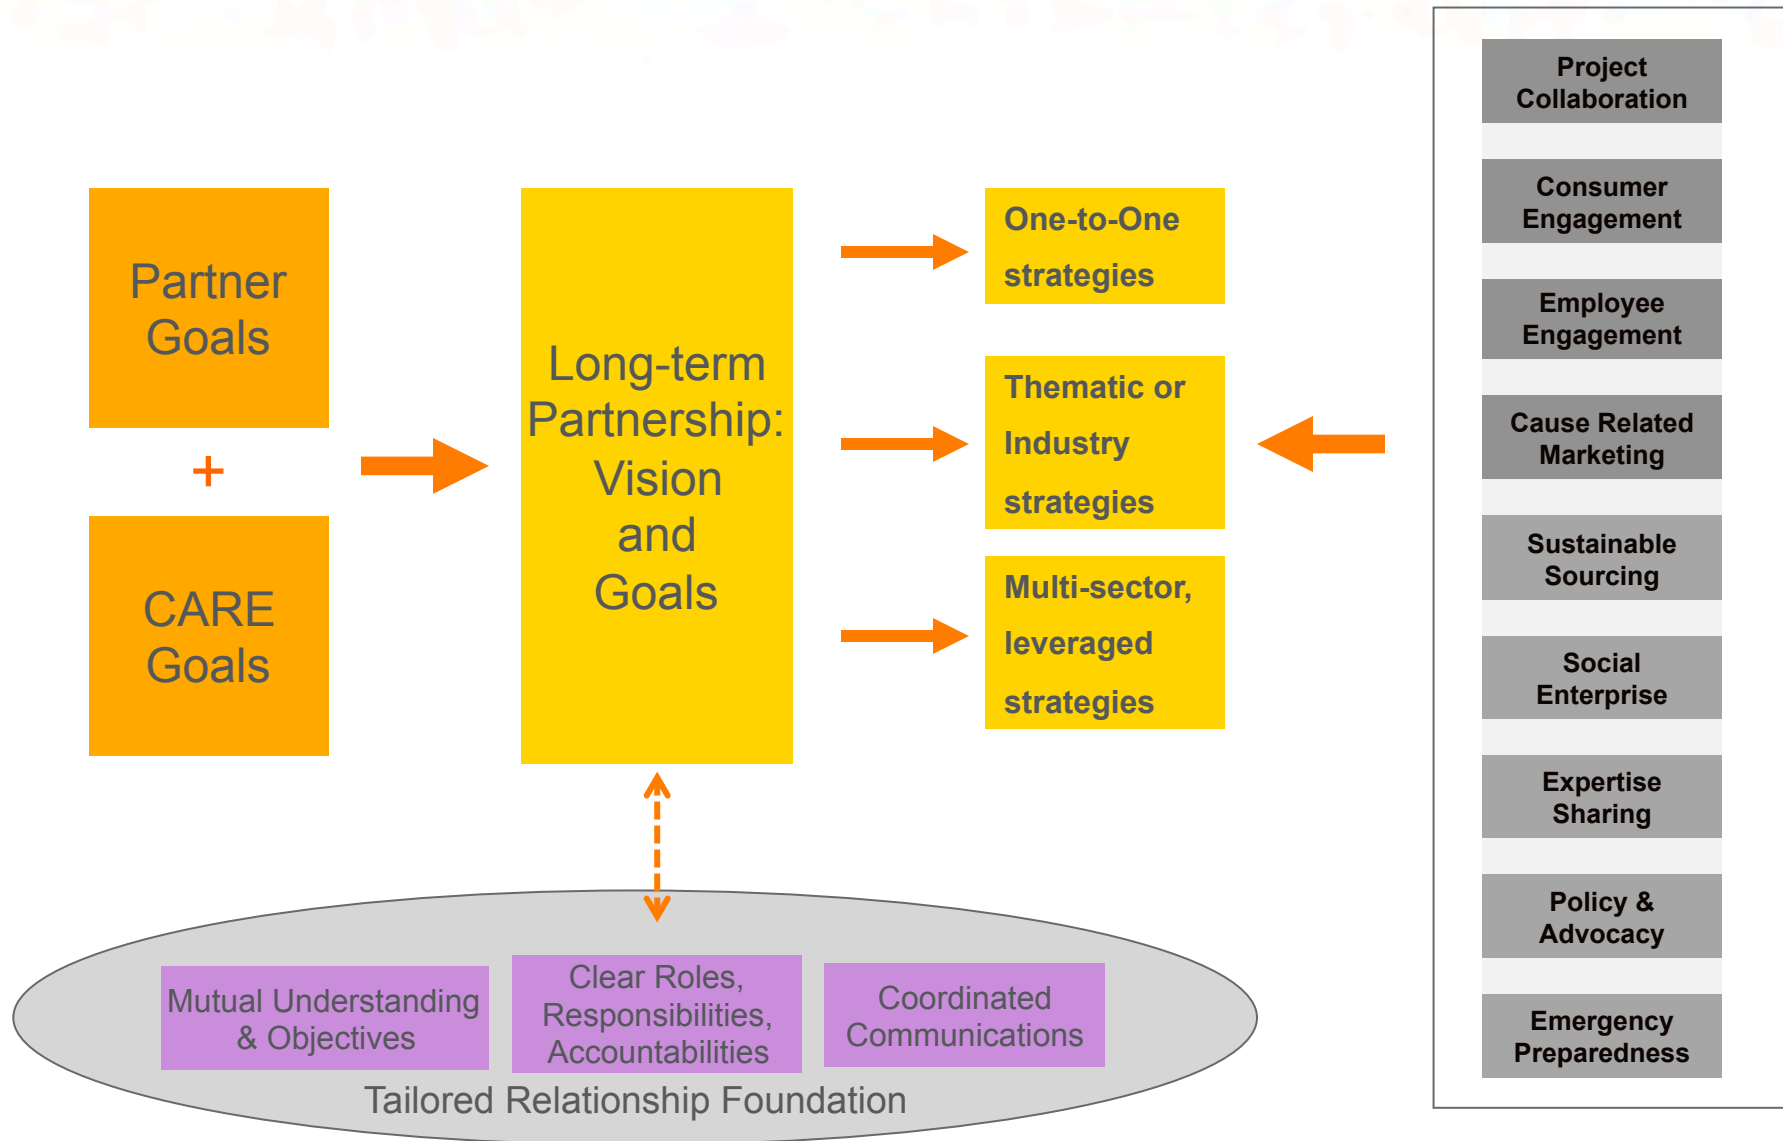 Partner
Goals
+
CARE
Goals
Long-term
Partnership:
Vision
and
Goals
One-to-One
strategies
Thematic or
Industry
strategies
Multi-sector,
leveraged
strategies
Project
Collaboration
Consumer
Engagement
Employee
Engagement
Cause Related
Marketing
Sustainable
Sourcing
Social
Enterprise
Expertise
Sharing
Policy &
Advocacy
Emergency
Preparedness
Mutual Understanding
& Objectives
Clear Roles,
Responsibilities,
Accountabilities
Coordinated
Communications
Tailored Relationship Foundation